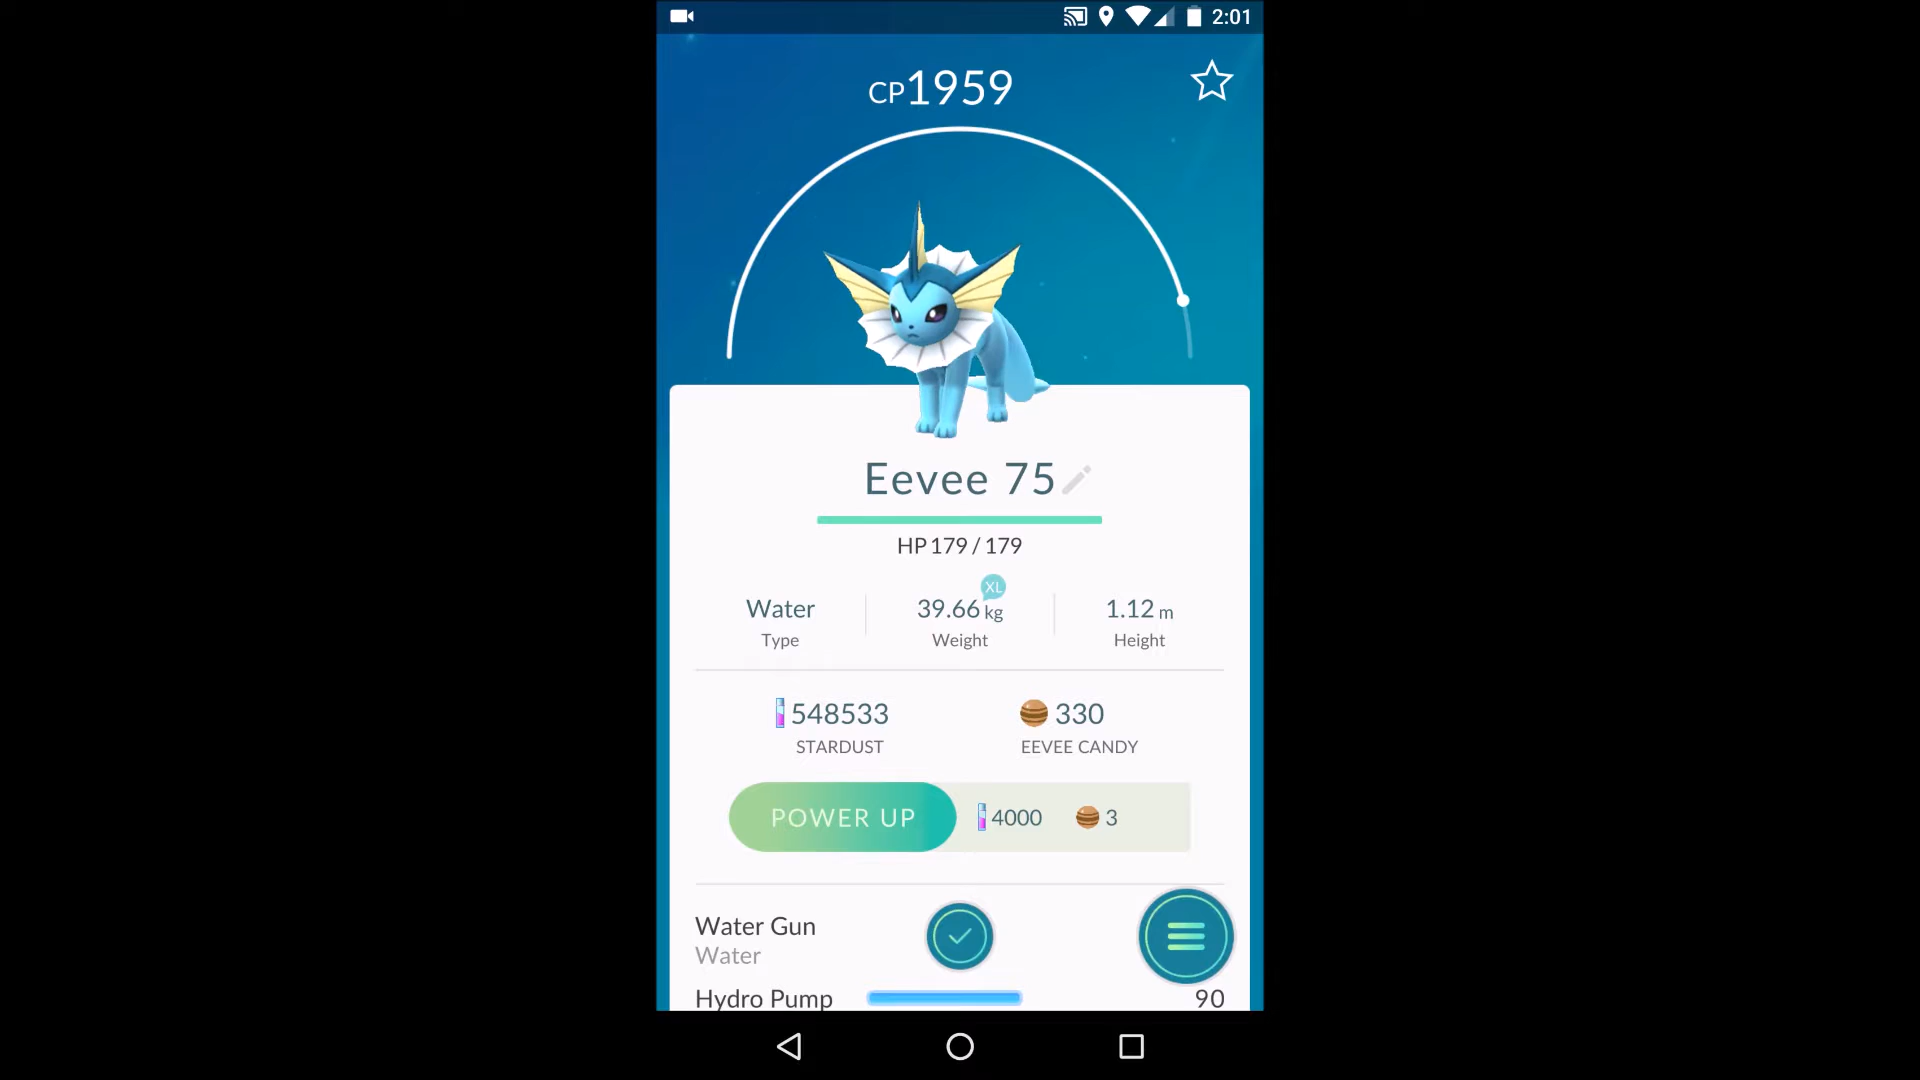 2:01
CP1959
Eevee 75
HP 179 / 179
XL
Water 39.66 kg 1.12 m
Type Weight Height
548533 330
STARDUST EEVEE CANDY
POWER UP 4000 3
Water Gun
Water
Hydro Pump 90